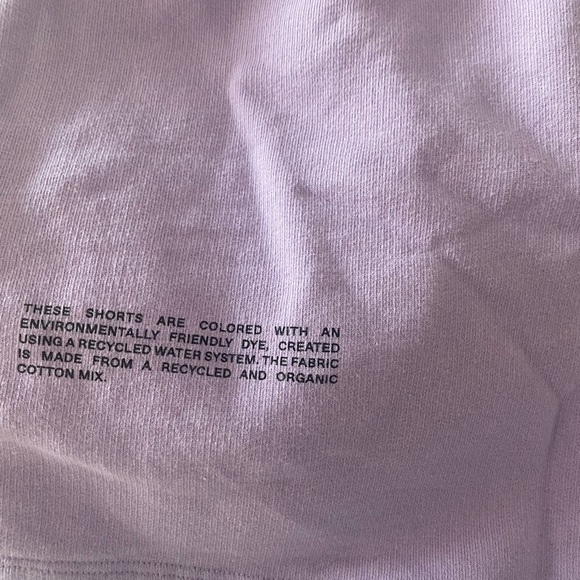 THESE SHORTS ARE COLORED WITH AN
ENVIRONMENTALLY FRIENDLY DYE, CREATED
USING A RECYCLED WATER SYSTEM. THE FABRIC
IS MADE FROM A RECYCLED AND ORGANIC
COTTON MIX.